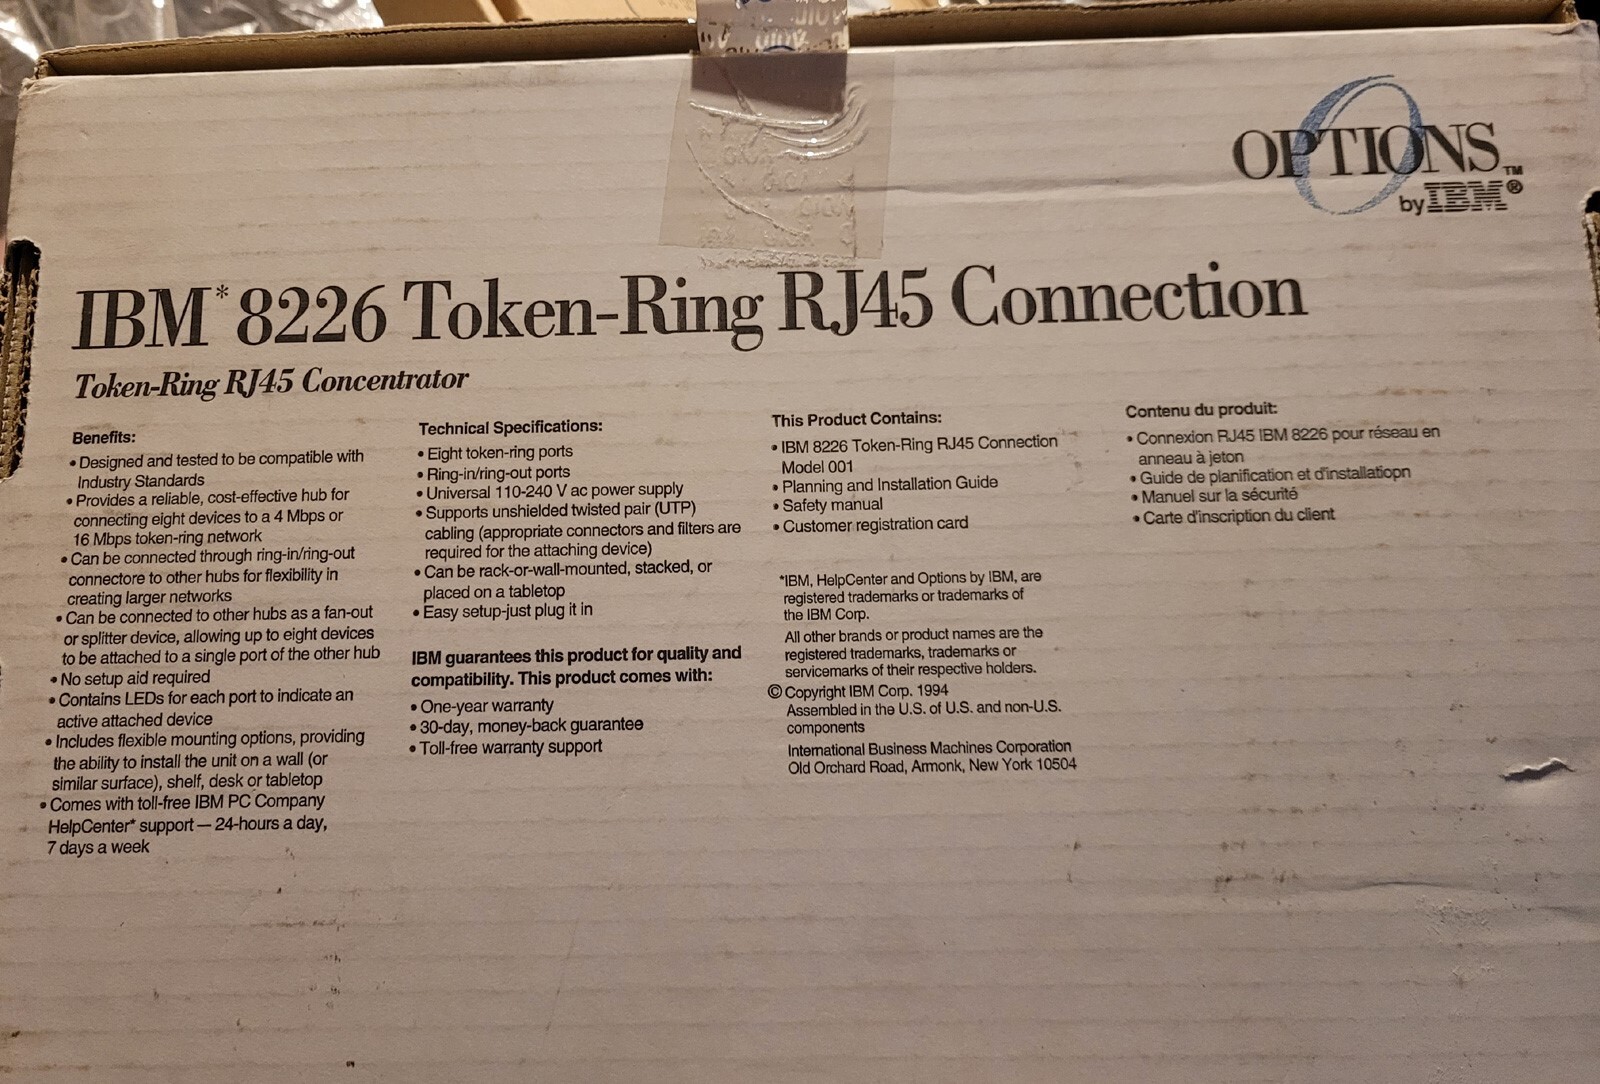 OPTIONS™
by IBM®
IBM* 8226 Token-Ring RJ45 Connection
Token-Ring RJ45 Concentrator
Benefits:
• Designed and tested to be compatible with
Industry Standards
• Provides a reliable, cost-effective hub for
connecting eight devices to a 4 Mbps or
16 Mbps token-ring network
• Can be connected through ring-in/ring-out
connectore to other hubs for flexibility in
creating larger networks
• Can be connected to other hubs as a fan-out
or splitter device, allowing up to eight devices
to be attached to a single port of the other hub
• No setup aid required
• Contains LEDs for each port to indicate an
active attached device
• Includes flexible mounting options, providing
the ability to install the unit on a wall (or
similar surface), shelf, desk or tabletop
• Comes with toll-free IBM PC Company
HelpCenter* support — 24-hours a day,
7 days a week
Technical Specifications:
• Eight token-ring ports
• Ring-in/ring-out ports
• Universal 110-240 V ac power supply
• Supports unshielded twisted pair (UTP)
cabling (appropriate connectors and filters are
required for the attaching device)
• Can be rack-or-wall-mounted, stacked, or
placed on a tabletop
• Easy setup-just plug it in
IBM guarantees this product for quality and
compatibility. This product comes with:
• One-year warranty
• 30-day, money-back guarantee
• Toll-free warranty support
This Product Contains:
• IBM 8226 Token-Ring RJ45 Connection
Model 001
• Planning and Installation Guide
• Safety manual
• Customer registration card
*IBM, HelpCenter and Options by IBM, are
registered trademarks or trademarks of
the IBM Corp.
All other brands or product names are the
registered trademarks, trademarks or
servicemarks of their respective holders.
© Copyright IBM Corp. 1994
Assembled in the U.S. of U.S. and non-U.S.
components
International Business Machines Corporation
Old Orchard Road, Armonk, New York 10504
Contenu du produit:
• Connexion RJ45 IBM 8226 pour réseau en
anneau à jeton
• Guide de planification et d'installatiopn
• Manuel sur la sécurité
• Carte d'inscription du client